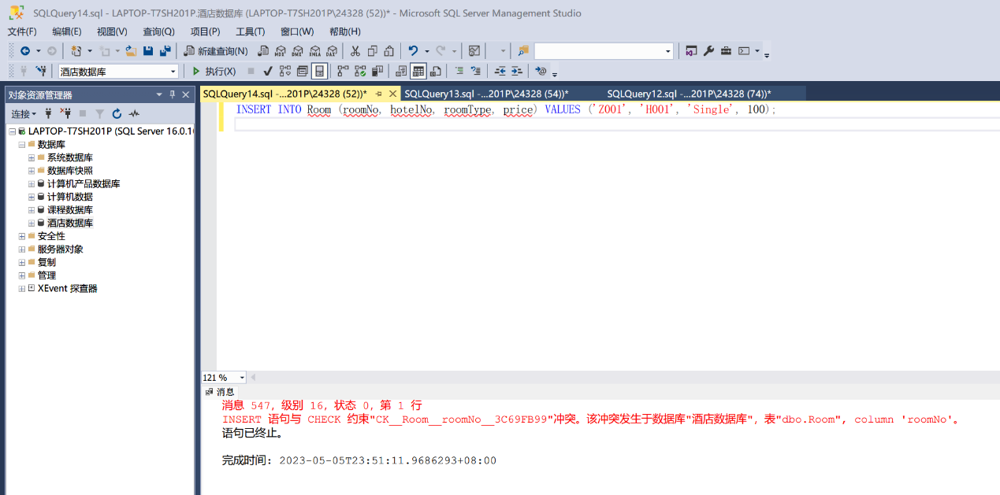 SQLQuery14.sql - LAPTOP-T7SH201P.酒店数据库 (LAPTOP-T7SH201P\24328 (52))* - Microsoft SQL Server Management Studio
文件(F) 编辑(E) 视图(V) 查询(Q) 项目(P) 工具(T) 窗口(W) 帮助(H)
新建查询(N) MDX DMX XMLA DAX
酒店数据库 执行(X)
对象资源管理器
SQLQuery14.sql -...201P\24328 (52))* SQLQuery13.sql -...201P\24328 (54))* SQLQuery12.sql -...201P\24328 (74))*
连接
LAPTOP-T7SH201P (SQL Server 16.0.1
数据库
系统数据库
数据库快照
计算机产品数据库
计算机数据
课程数据库
酒店数据库
安全性
服务器对象
复制
管理
XEvent 探查器
INSERT INTO Room (roomNo, hotelNo, roomType, price) VALUES ('Z001', 'H001', 'Single', 100);
121 %
消息
消息 547，级别 16，状态 0，第 1 行
INSERT 语句与 CHECK 约束"CK__Room__roomNo__3C69FB99"冲突。该冲突发生于数据库"酒店数据库"，表"dbo.Room", column 'roomNo'。
语句已终止。
完成时间: 2023-05-05T23:51:11.9686293+08:00